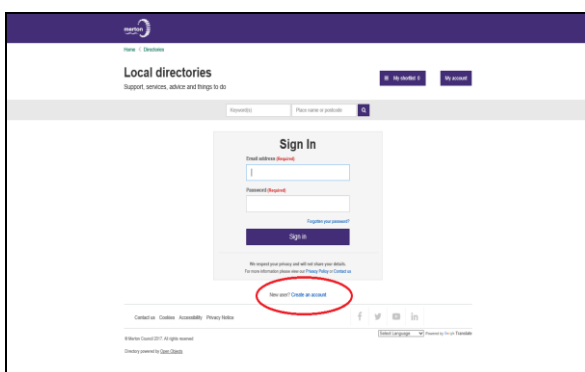 merton
Home / Directories
Local directories
Support, services, advice and things to do
My shortlist 0
My account
Keyword(s)
Place name or postcode
Sign In
Email address (Required)
Password (Required)
Forgotten your password?
Sign in
We respect your privacy and will not share your details.
For more information please view our Privacy Policy or Contact us
New user? Create an account
Contact us Cookies Accessibility Privacy Notice
f in
Select Language Powered by Google Translate
© Merton Council 2017. All rights reserved
Directory powered by Open Objects